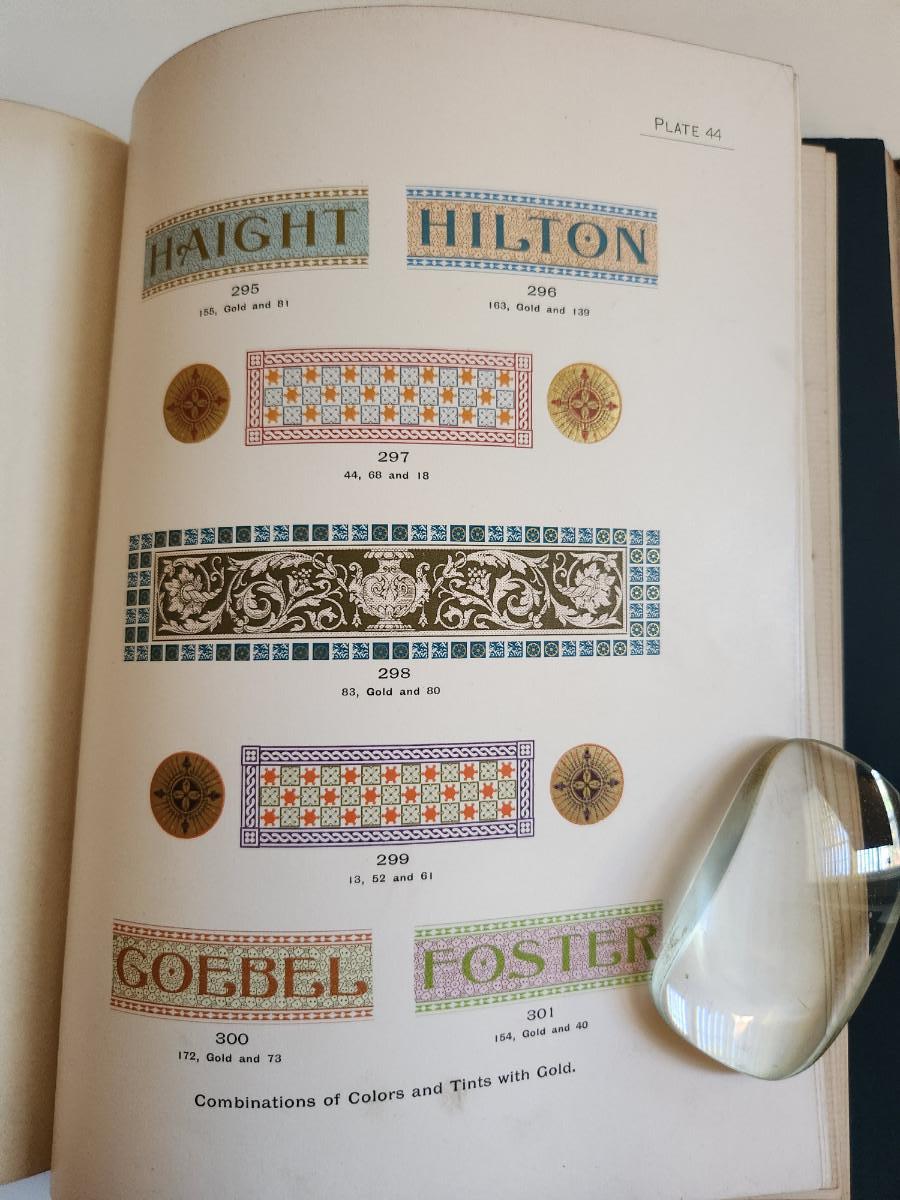 PLATE 44
HAIGHT
HILTON
295
296
155, Gold and 81
163, Gold and 139
297
44, 68 and 18
298
83, Gold and 80
299
13, 52 and 61
GOEBEL
FOSTER
300
301
172, Gold and 73
154, Gold and 40
Combinations of Colors and Tints with Gold.